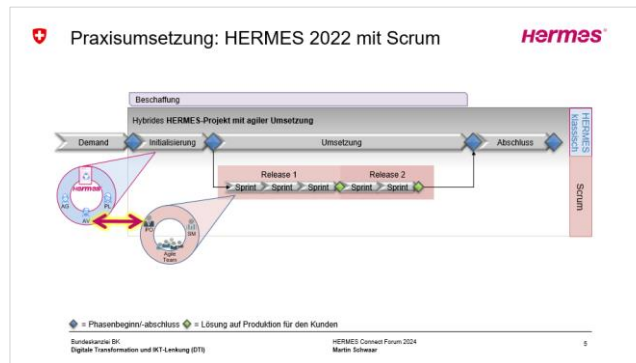 Praxisumsetzung: HERMES 2022 mit Scrum
Hermes
Beschaffung
Hybrides HERMES-Projekt mit agiler Umsetzung
Demand
Initialisierung
Umsetzung
Abschluss
HERMES klassisch
Scrum
Release 1
Release 2
Sprint
Sprint
Sprint
Sprint
Sprint
Hermes
AG
PL
AV
PO
SM
Agile
Team
= Phasenbeginn/-abschluss
= Lösung auf Produktion für den Kunden
Bundeskanzlei BK
Digitale Transformation und IKT-Lenkung (DTI)
HERMES Connect Forum 2024
Martin Schwaar